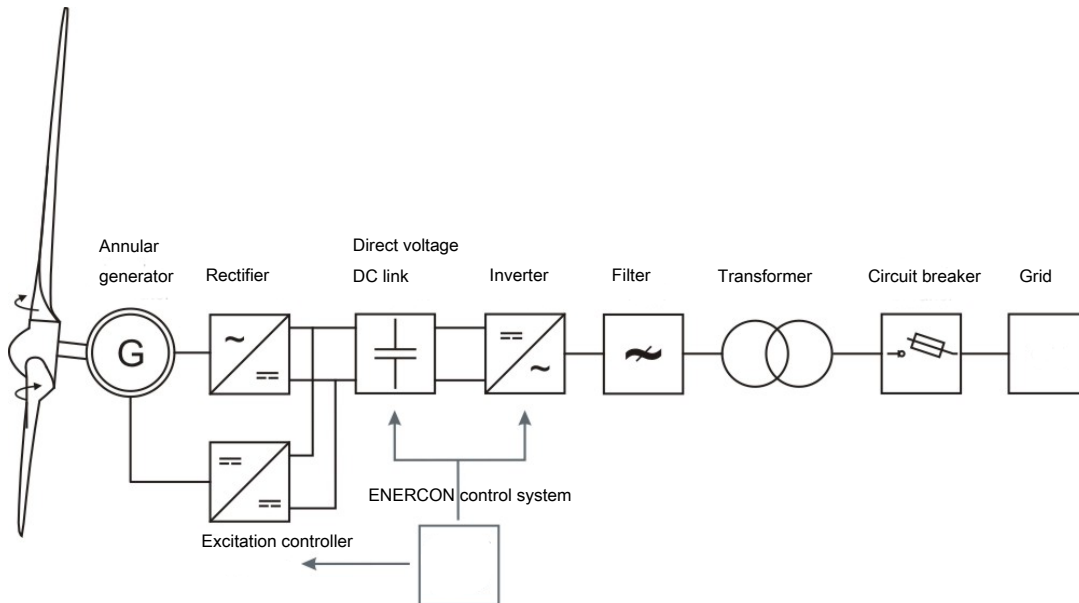 Annular
generator
Rectifier
Direct voltage
DC link
Inverter
Filter
Transformer
Circuit breaker
Grid
G
ENERCON control system
Excitation controller